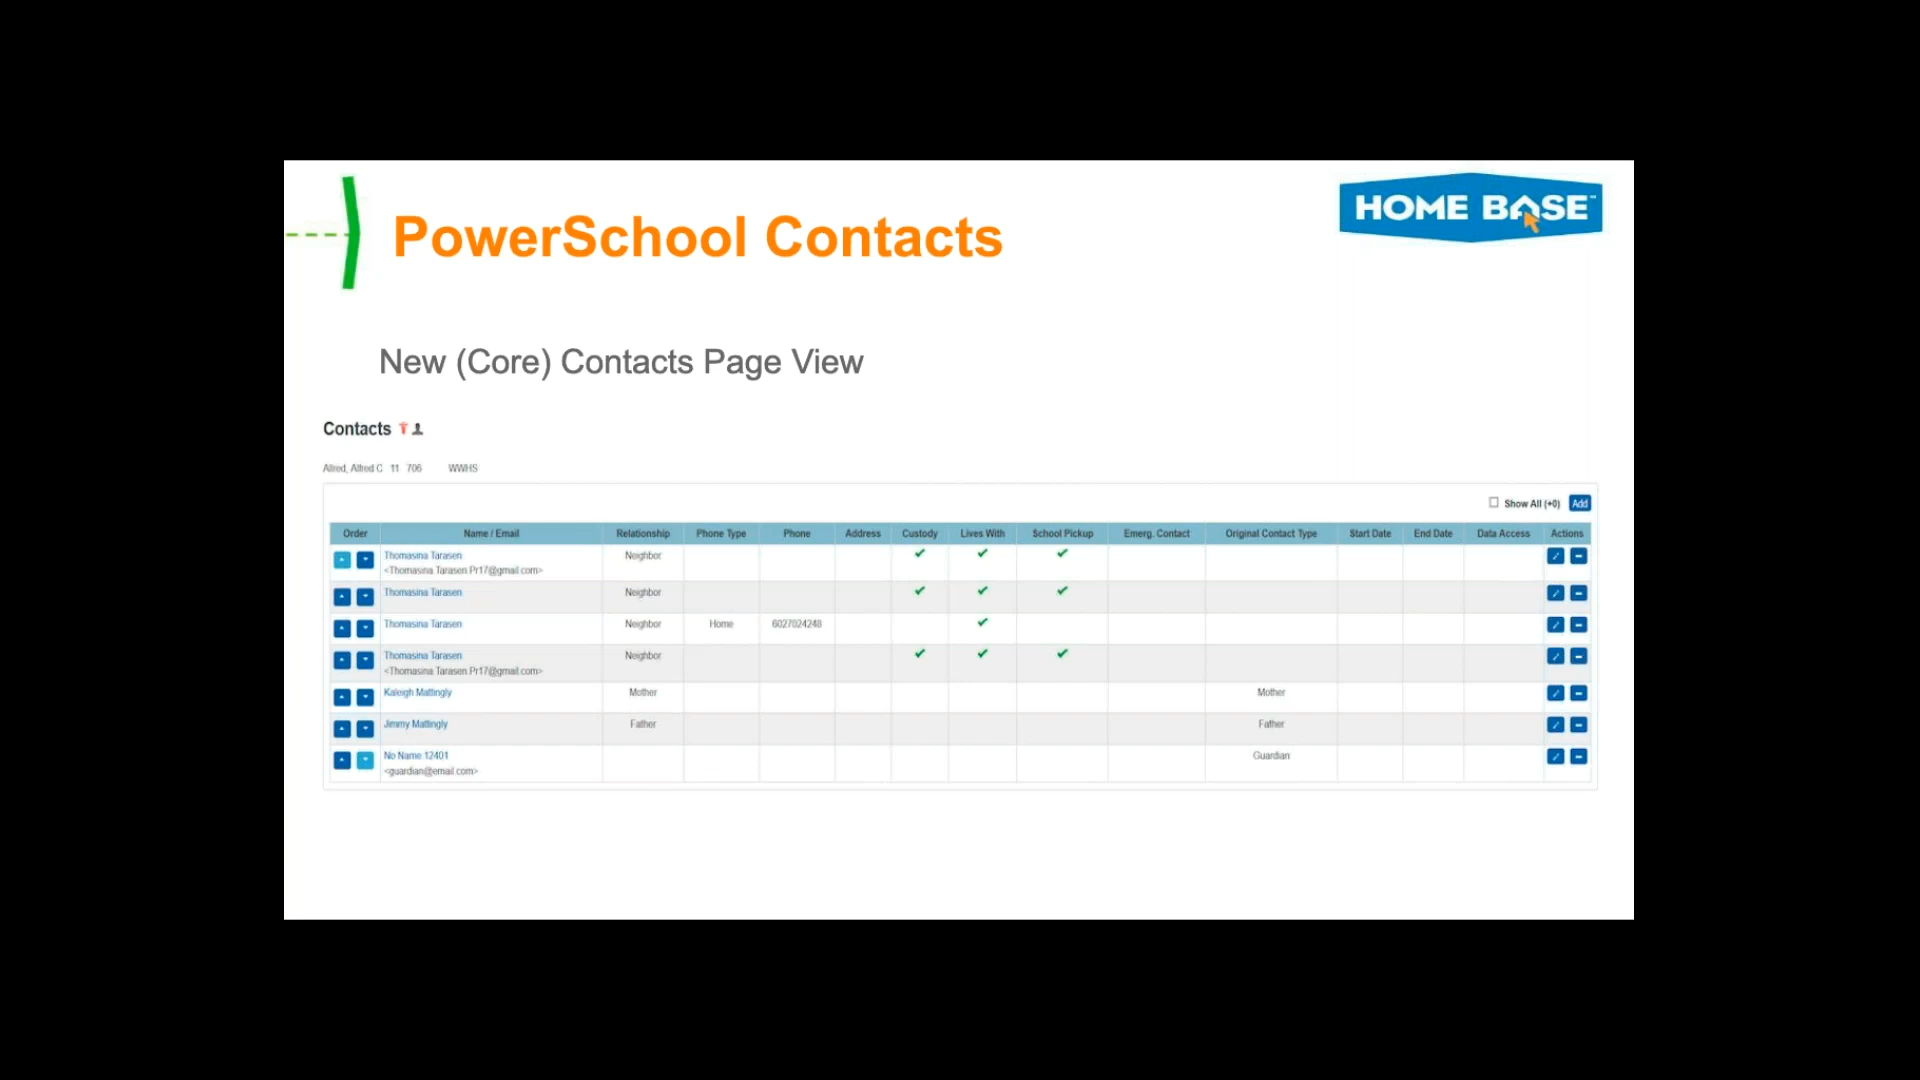 PowerSchool Contacts
HOME BASE™
New (Core) Contacts Page View
Contacts
Allred, Allred C 11 706 WWHS
Show All (+0) Add
Order Name / Email Relationship Phone Type Phone Address Custody Lives With School Pickup Emerg. Contact Original Contact Type Start Date End Date Data Access Actions
Thomasina Tarasen Neighbor
<Thomasina.Tarasen.Pr17@gmail.com>
Thomasina Tarasen Neighbor
Thomasina Tarasen Neighbor Home 6027024248
Thomasina Tarasen Neighbor
<Thomasina.Tarasen.Pr17@gmail.com>
Kaleigh Mattingly Mother Mother
Jimmy Mattingly Father Father
No Name 12401 Guardian
<guardian@email.com>